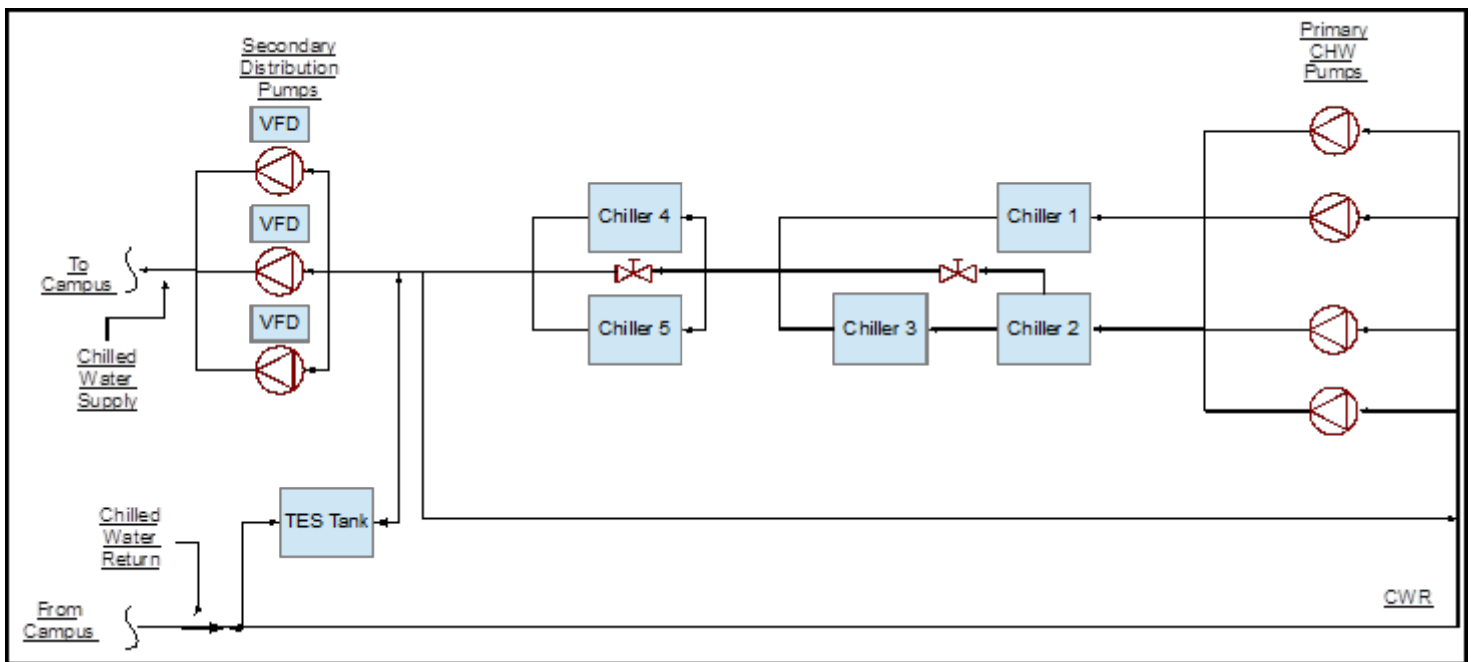 Primary
CHW
Pumps
Secondary
Distribution
Pumps
VFD
Chiller 4
Chiller 1
VFD
To
Campus
VFD
Chiller 5
Chiller 3
Chiller 2
Chilled
Water
Supply
TES Tank
Chilled
Water
Return
From
Campus
CWR